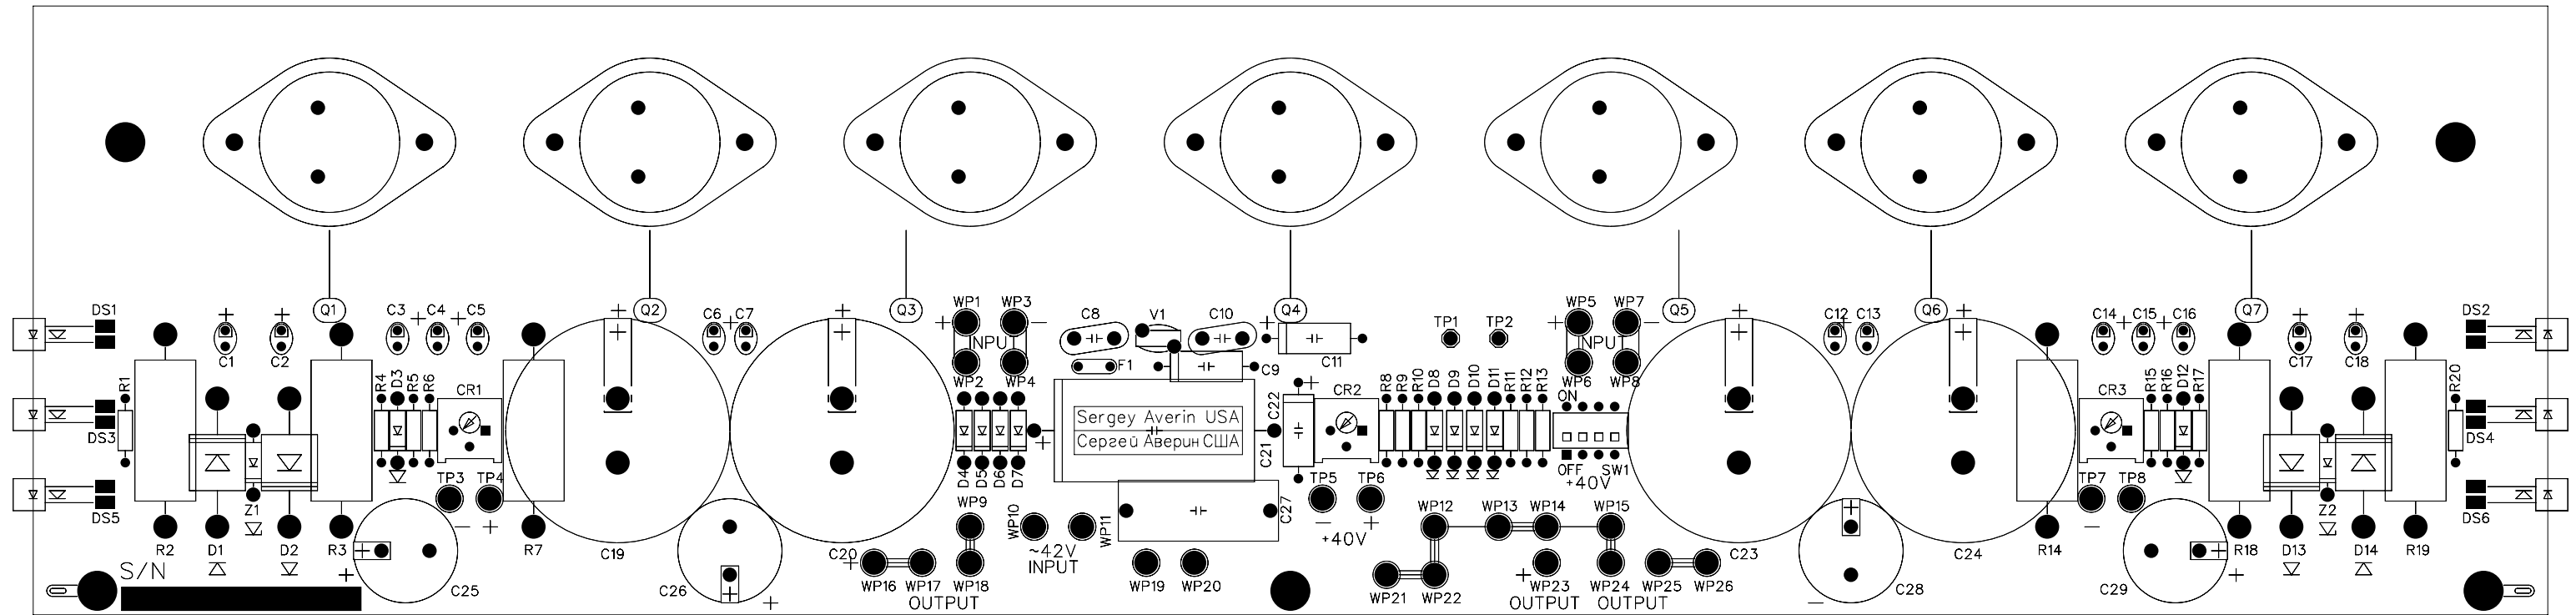 Q1 Q2 Q3 Q4 Q5 Q6 Q7
DS1 C1 C2 C3 C4 C5 C6 C7 WP1 WP3 C8 V1 C10 C11 TP1 TP2 WP5 WP7 C12 C13 C14 C15 C16 C17 C18 DS2
INPUT INPUT
WP2 WP4 F1 C9 WP6 WP8
R1 R4 D3 R5 R6 CR1 C22 CR2 R8 R9 R10 D8 D9 D10 D11 R11 R12 R13 ON CR3 R15 R16 D12 R17 R20
DS3 DS4
Sergey Averin USA
Сергей Аверин США
D4 D5 D6 D7 C21 OFF SW1
+40V
TP3 TP4 TP5 TP6 TP7 TP8
DS5 Z1 WP9 WP10 WP11 C27 WP12 WP13 WP14 WP15 Z2 DS6
+40V
R2 D1 D2 R3 R7 C19 C20 ~42V C23 C24 R14 R18 D13 D14 R19
INPUT
S/N C25 C26 WP16 WP17 WP18 WP19 WP20 WP21 WP22 WP23 WP24 WP25 WP26 C28 C29
OUTPUT OUTPUT OUTPUT